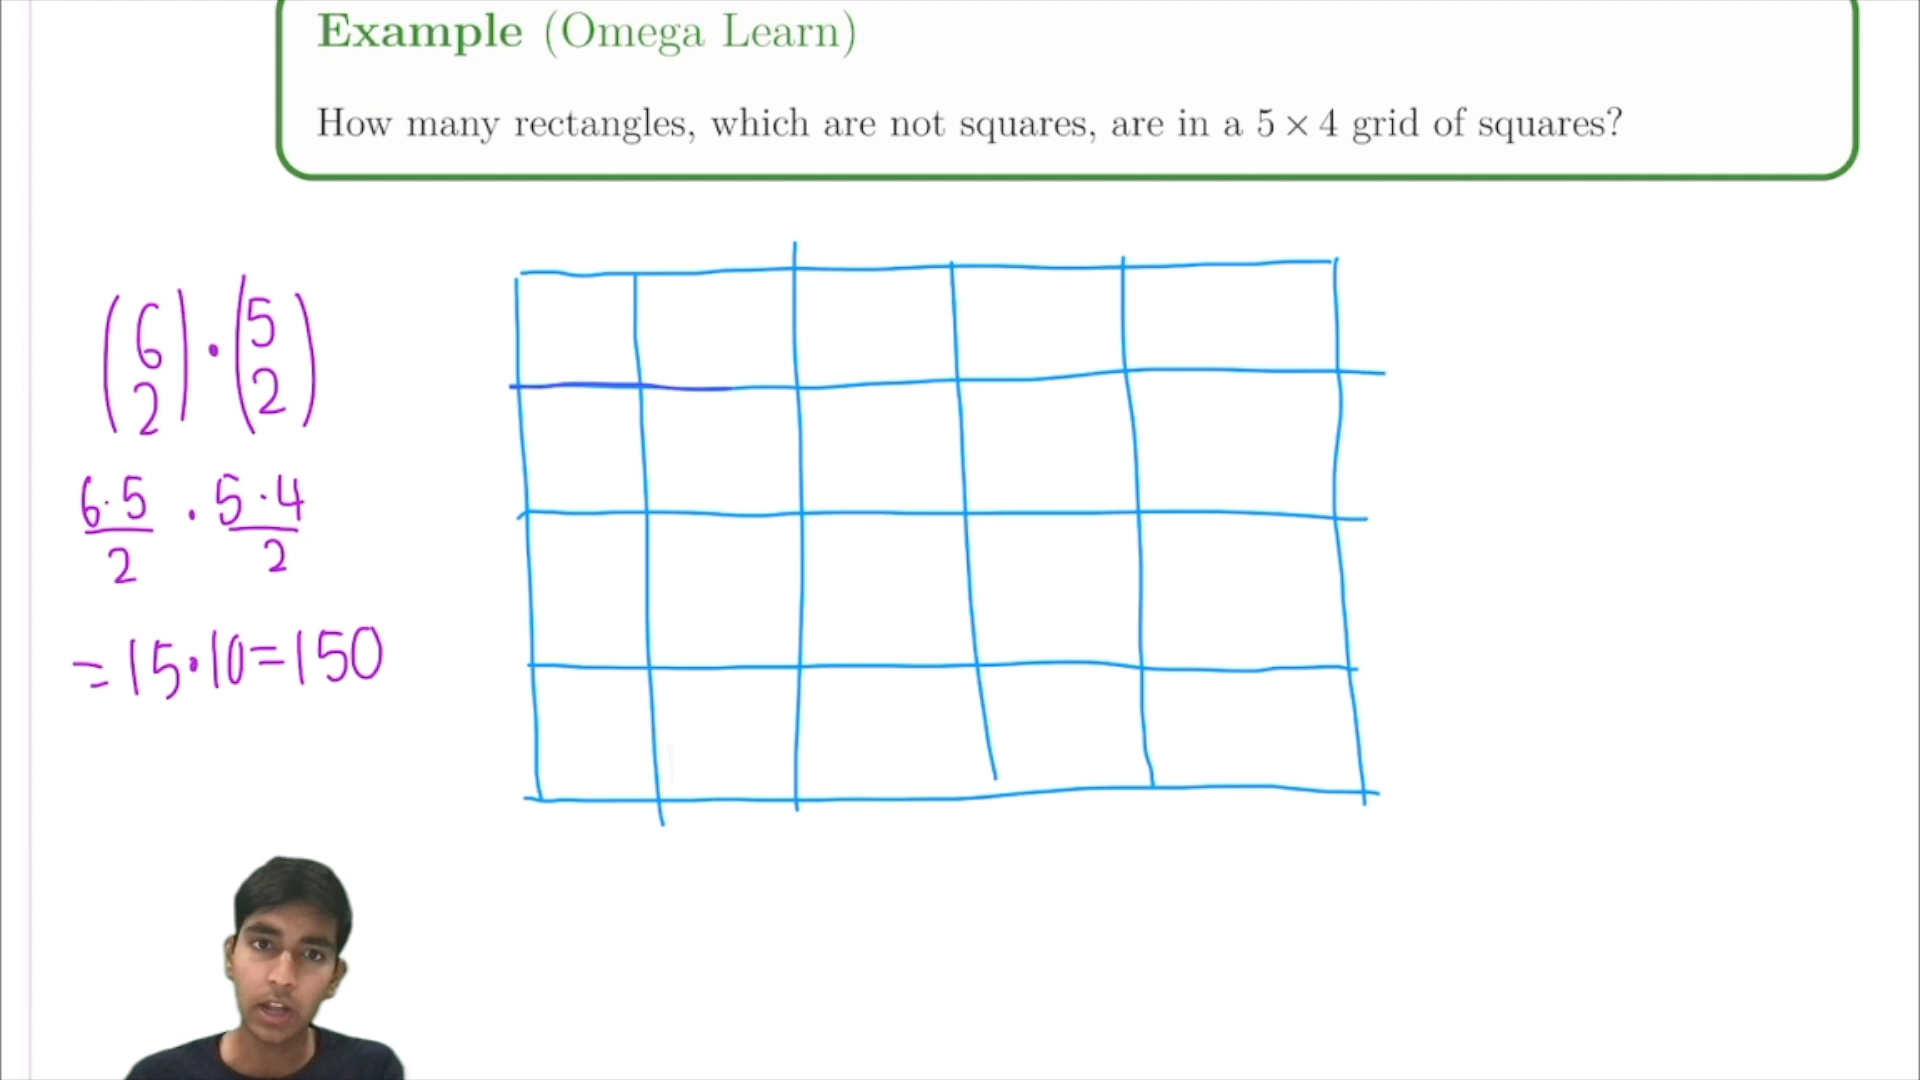 Example (Omega Learn)
How many rectangles, which are not squares, are in a 5 × 4 grid of squares?
(6 2) · (5 2)
6·5/2 · 5·4/2
= 15·10=150